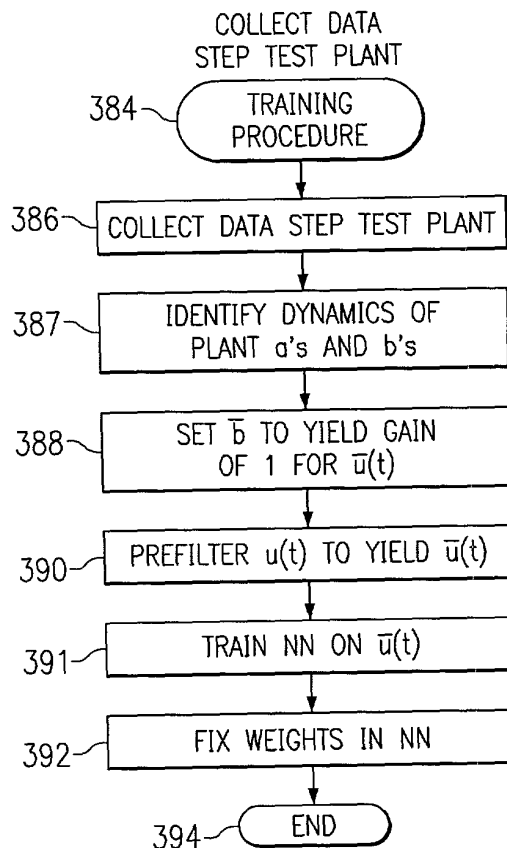 COLLECT DATA
STEP TEST PLANT
384
TRAINING
PROCEDURE
386
COLLECT DATA STEP TEST PLANT
387
IDENTIFY DYNAMICS OF
PLANT a's AND b's
388
SET b̅ TO YIELD GAIN
OF 1 FOR u̅(t)
390
PREFILTER u(t) TO YIELD u̅(t)
391
TRAIN NN ON u̅(t)
392
FIX WEIGHTS IN NN
394
END